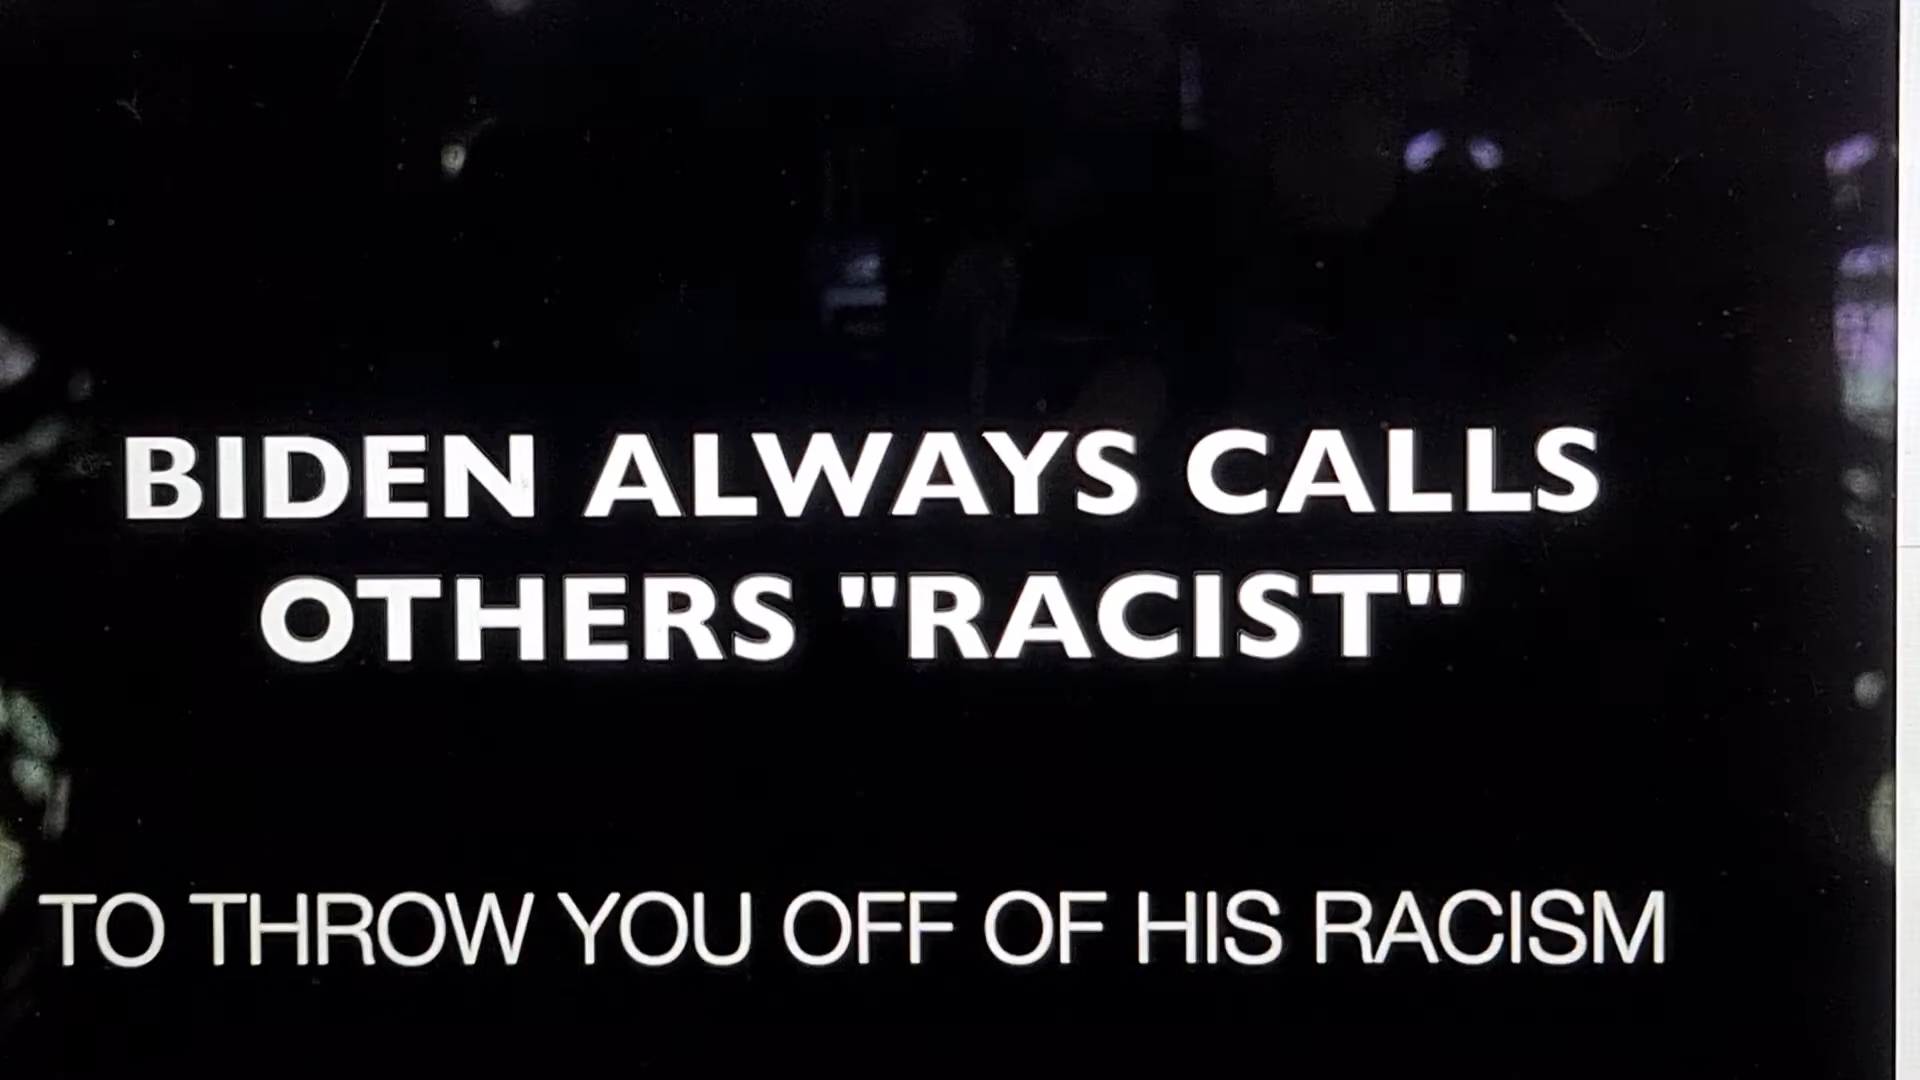 BIDEN ALWAYS CALLS
OTHERS "RACIST"
TO THROW YOU OFF OF HIS RACISM